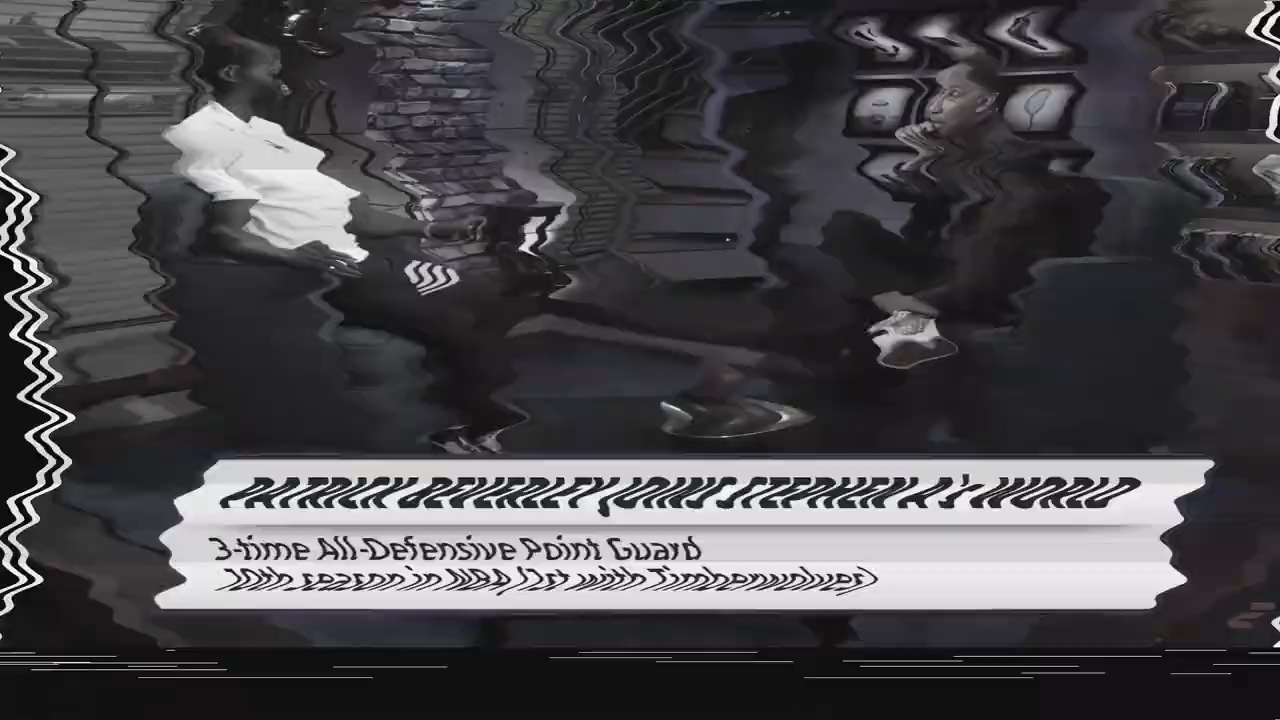 PATRICK BEVERLEY JOINS STEPHEN A's WORLD
3-time All-Defensive Point Guard
10th season in NBA (1st with Timberwolves)